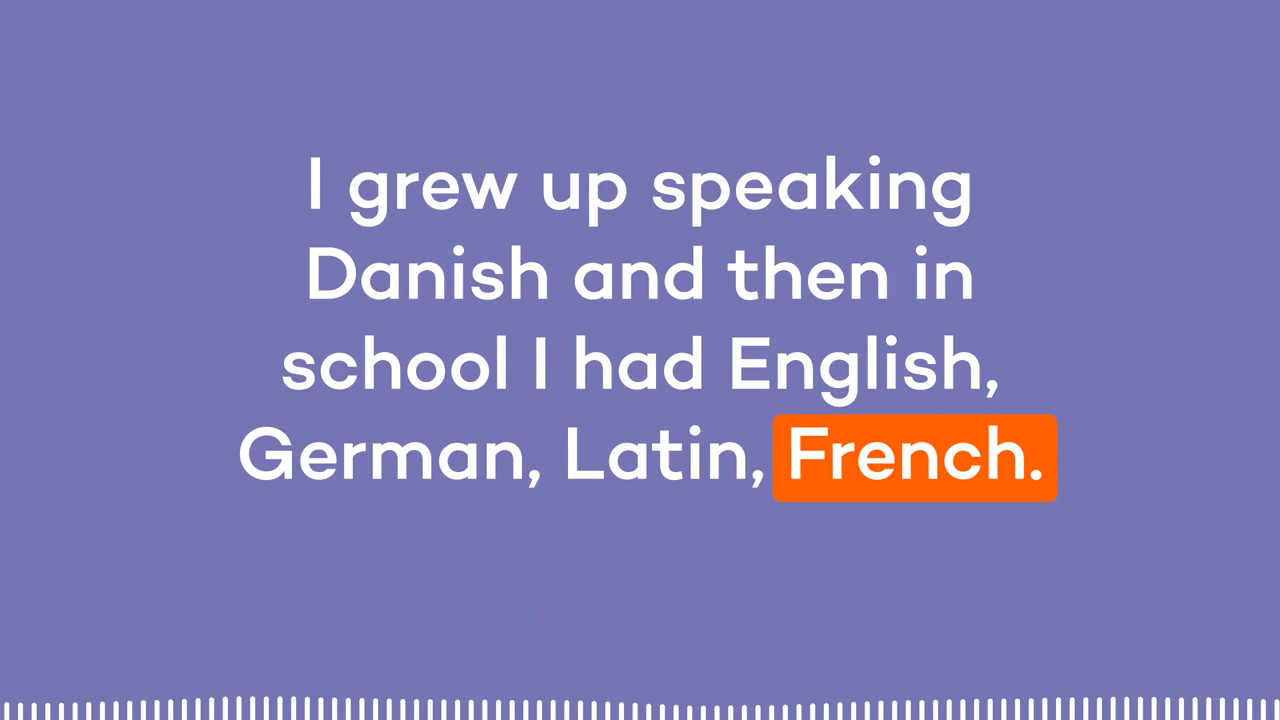 I grew up speaking
Danish and then in
school I had English,
German, Latin, French.